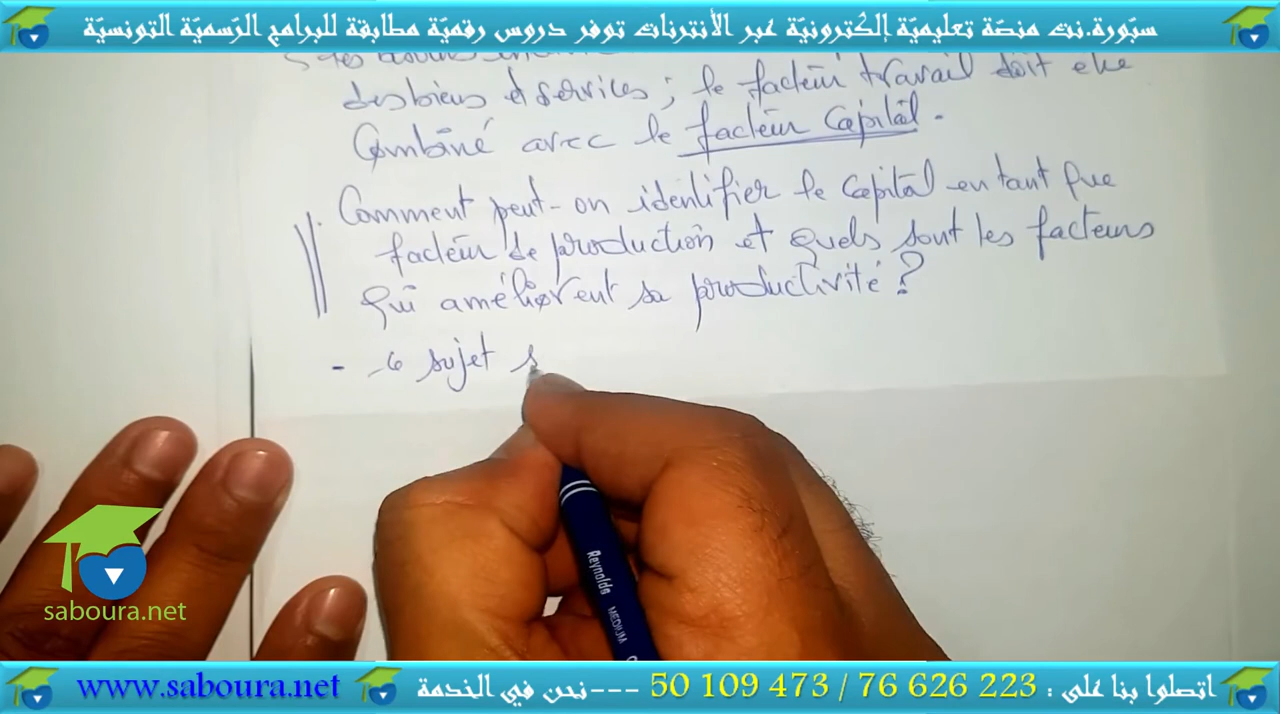 سبّورة.نت منصّة تعليميّة إلكترونيّة عبر الأنترنات توفر دروس رقميّة مطابقة للبرامج الرّسميّة التونسيّة
des biens et services ; le facteur travail doit être
Combiné avec le facteur Capital.
Comment peut-on identifier le capital en tant que
facteur de production et quels sont les facteurs
qui améliorent sa productivité ?
- Le sujet s
Reynolds MEDIUM
saboura.net
www.saboura.net اتصلوا بنا على : 50 109 473 / 76 626 223 ---نحن في الخدمة